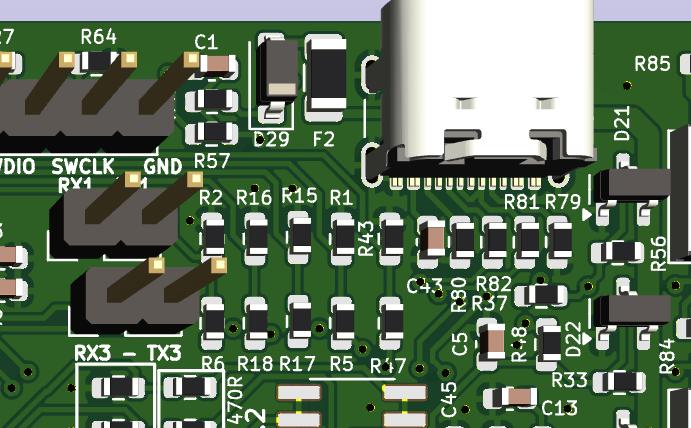 R64
C1
R85
D21
D29
F2
R57
SWCLK
GND
RX1
R2
R16
R15
R1
R43
R81
R79
R56
C43
R80
R82
R37
C5
R48
D22
R84
RX3 - TX3
R6
R18
R17
R5
R47
R33
470R
C45
C13